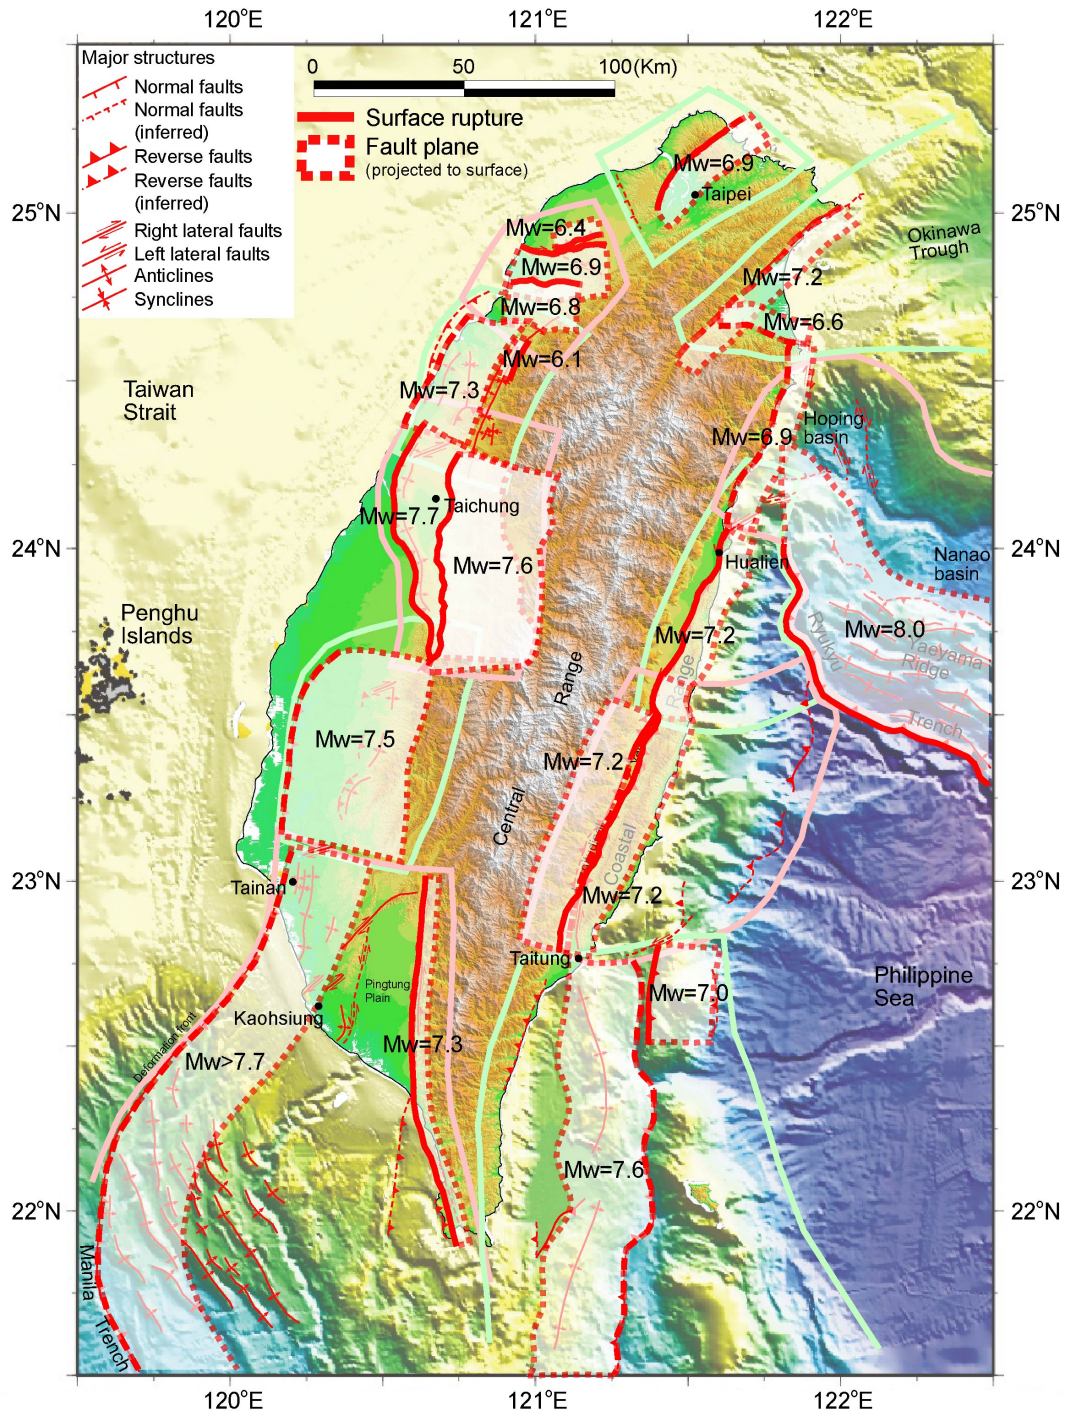 120°E
121°E
122°E
Major structures
Normal faults
Normal faults
(inferred)
Reverse faults
Reverse faults
(inferred)
Right lateral faults
Left lateral faults
Anticlines
Synclines
0
50
100(Km)
Surface rupture
Fault plane
(projected to surface)
Mw=6.9
Taipei
25°N
25°N
Mw=6.4
Okinawa
Trough
Mw=6.9
Mw=7.2
Mw=6.8
Mw=6.6
Mw=6.1
Taiwan
Strait
Mw=7.3
Hoping
basin
Mw=6.9
Taichung
Mw=7.7
24°N
24°N
Hualien
Nanao
basin
Mw=7.6
Penghu
Islands
Mw=7.2
Mw=8.0
Ryukyu
Yaeyama
Ridge
Range
Range
Trench
Mw=7.5
Mw=7.2
Central
Coastal
23°N
23°N
Tainan
Mw=7.2
Taitung
Philippine
Sea
Pingtung
Plain
Mw=7.0
Kaohsiung
Deformation front
Mw=7.3
Mw>7.7
Mw=7.6
22°N
22°N
Manila
Trench
120°E
121°E
122°E